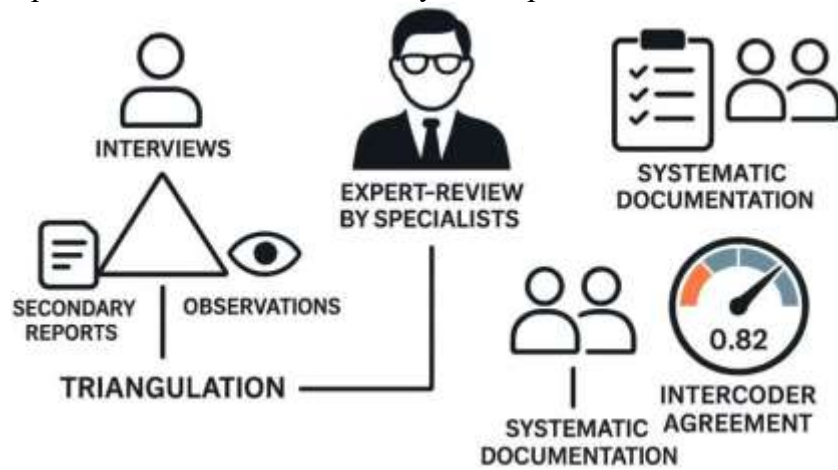 INTERVIEWS
SECONDARY
REPORTS
OBSERVATIONS
TRIANGULATION
EXPERT-REVIEW
BY SPECIALISTS
SYSTEMATIC
DOCUMENTATION
SYSTEMATIC
DOCUMENTATION
0.82
INTERCODER
AGREEMENT